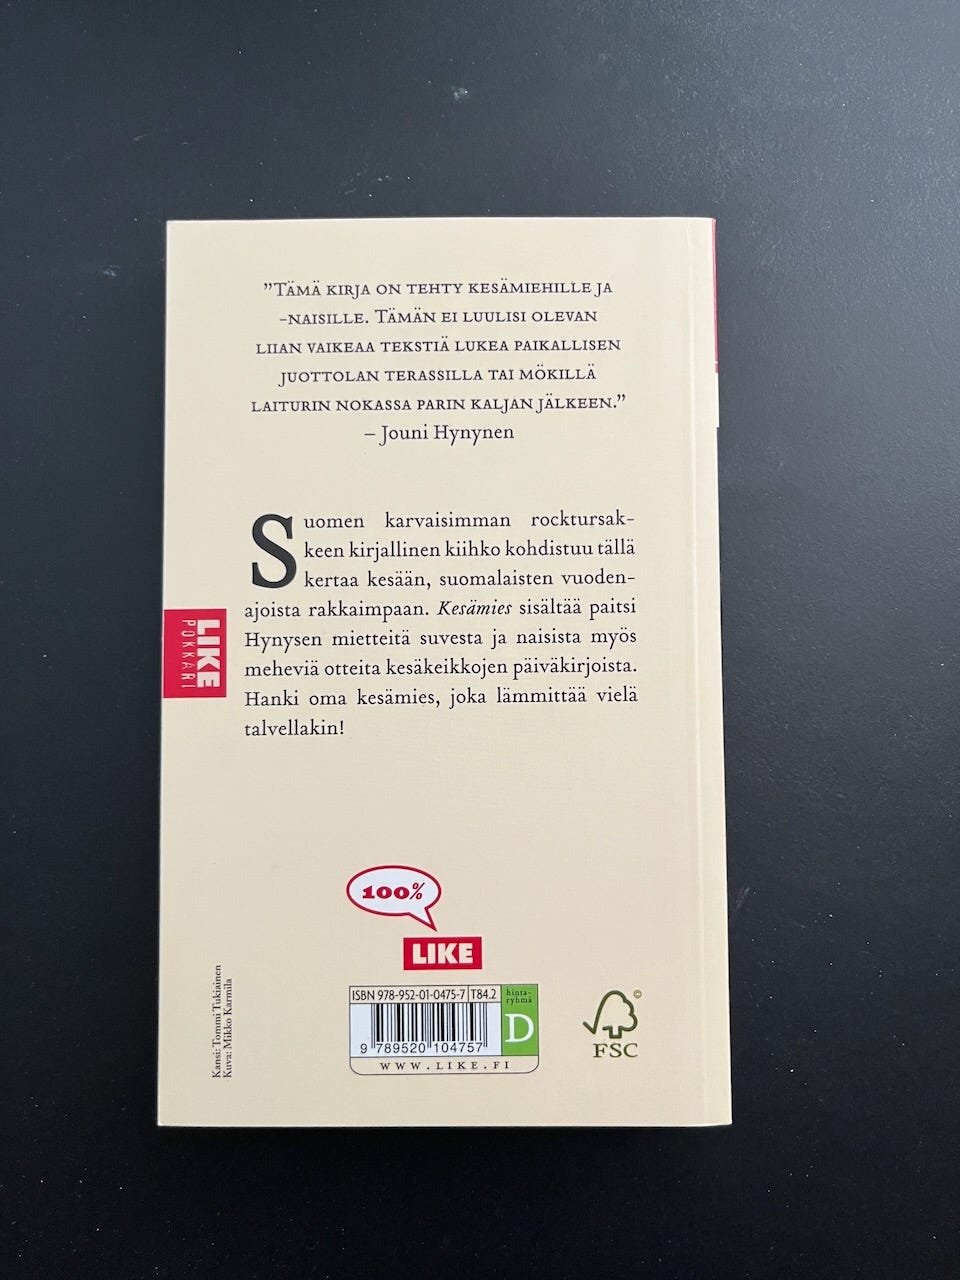 ”TÄMÄ KIRJA ON TEHTY KESÄMIEHILLE JA
-NAISILLE. TÄMÄN EI LUULISI OLEVAN
LIIAN VAIKEAA TEKSTIÄ LUKEA PAIKALLISEN
JUOTTOLAN TERASSILLA TAI MÖKILLÄ
LAITURIN NOKASSA PARIN KALJAN JÄLKEEN.”
– Jouni Hynynen
Suomen karvaisimman rocktursak-
keen kirjallinen kiihko kohdistuu tällä
kertaa kesään, suomalaisten vuoden-
ajoista rakkaimpaan. Kesämies sisältää paitsi
Hynysen mietteitä suvesta ja naisista myös
meheviä otteita kesäkeikkojen päiväkirjoista.
Hanki oma kesämies, joka lämmittää vielä
talvellakin!
LIKE
POKKARI
100%
LIKE
ISBN 978-952-01-0475-7 T84.2
hinta-
ryhmä
D
9 789520 104757
WWW.LIKE.FI
©
FSC
Kansi: Tommi Tukiainen
Kuva: Mikko Karmila